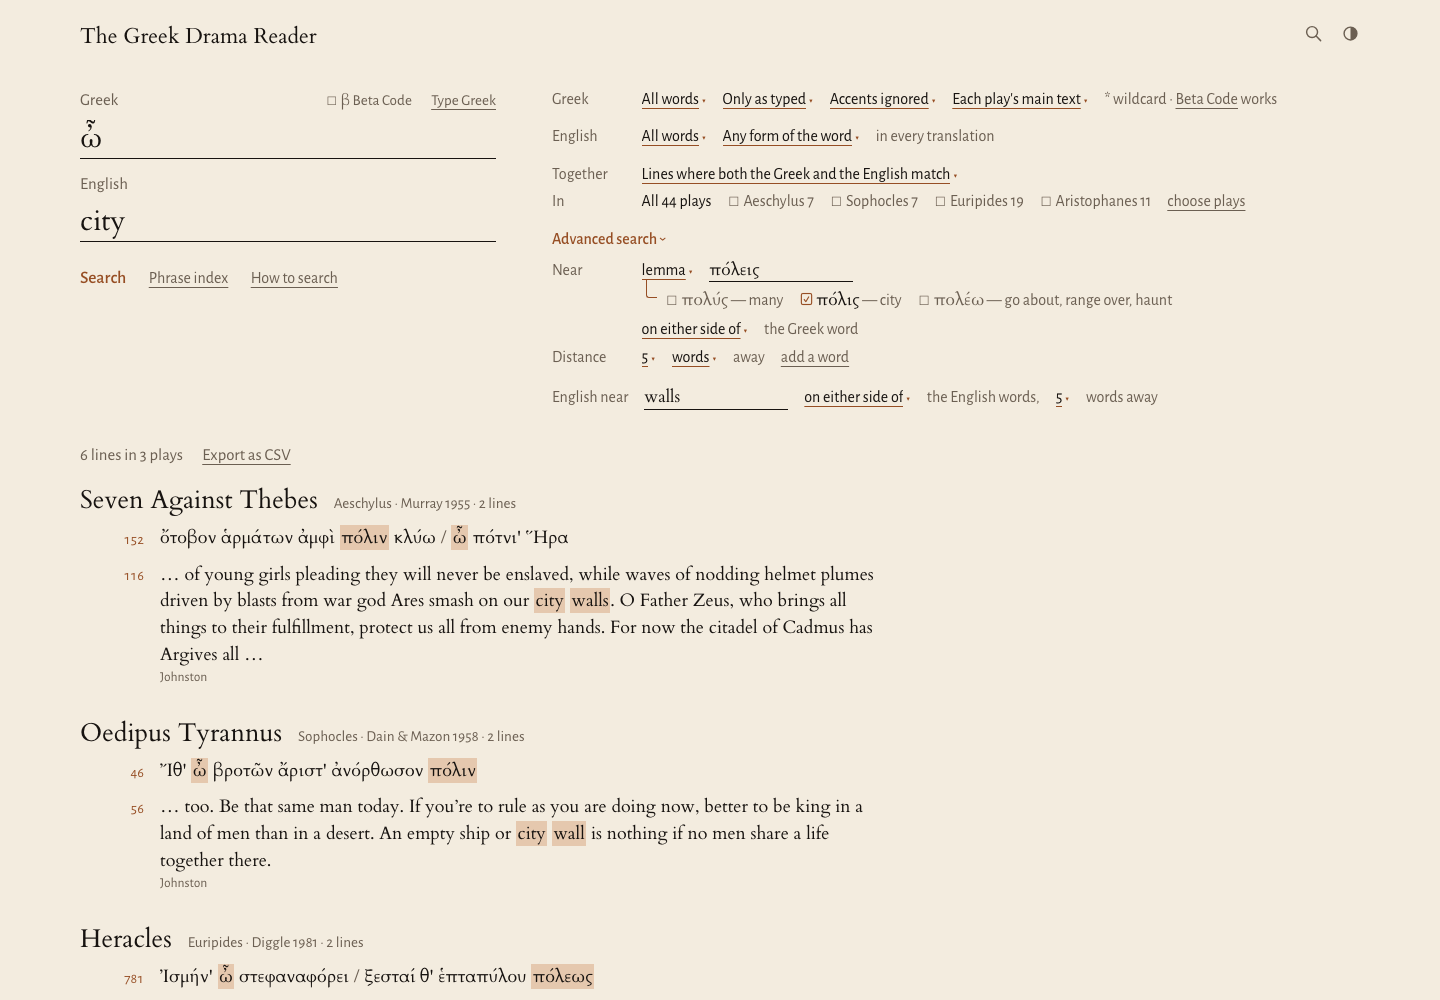 The Greek Drama Reader
Greek
β Beta Code Type Greek
ὦ
English
city
Search Phrase index How to search
Greek All words Only as typed Accents ignored Each play's main text * wildcard · Beta Code works
English All words Any form of the word in every translation
Together Lines where both the Greek and the English match
In All 44 plays Aeschylus 7 Sophocles 7 Euripides 19 Aristophanes 11 choose plays
Advanced search
Near lemma πόλεις
πολύς — many πόλις — city πολέω — go about, range over, haunt
on either side of the Greek word
Distance 5 words away add a word
English near walls on either side of the English words, 5 words away
6 lines in 3 plays Export as CSV
Seven Against Thebes Aeschylus · Murray 1955 · 2 lines
152 ὄτοβον ἁρμάτων ἀμφὶ πόλιν κλύω / ὦ πότνι' Ἥρα
116 … of young girls pleading they will never be enslaved, while waves of nodding helmet plumes
driven by blasts from war god Ares smash on our city walls. O Father Zeus, who brings all
things to their fulfillment, protect us all from enemy hands. For now the citadel of Cadmus has
Argives all …
Johnston
Oedipus Tyrannus Sophocles · Dain & Mazon 1958 · 2 lines
46 Ἴθ' ὦ βροτῶν ἄριστ' ἀνόρθωσον πόλιν
56 … too. Be that same man today. If you’re to rule as you are doing now, better to be king in a
land of men than in a desert. An empty ship or city wall is nothing if no men share a life
together there.
Johnston
Heracles Euripides · Diggle 1981 · 2 lines
781 Ἰσμήν' ὦ στεφαναφόρει / ξεσταί θ' ἑπταπύλου πόλεως